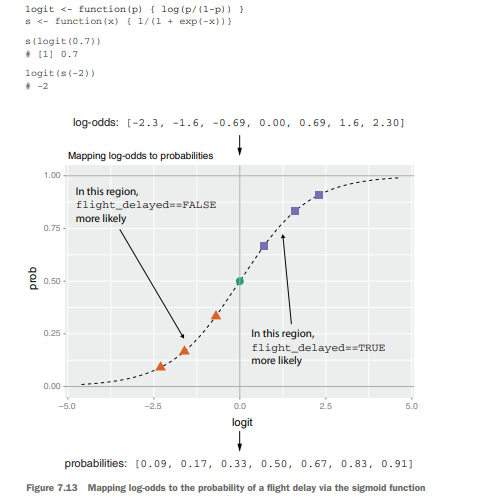 logit <- function(p) { log(p/(1-p)) }
s <- function(x) { 1/(1 + exp(-x))}
s(logit(0.7))
# [1] 0.7
logit(s(-2))
# -2
log-odds: [-2.3, -1.6, -0.69, 0.00, 0.69, 1.6, 2.30]
Mapping log-odds to probabilities
1.00
In this region,
flight_delayed==FALSE
more likely
0.75
prob
0.50
In this region,
flight_delayed==TRUE
more likely
0.25
0.00
−5.0 −2.5 0.0 2.5 5.0
logit
probabilities: [0.09, 0.17, 0.33, 0.50, 0.67, 0.83, 0.91]
Figure 7.13 Mapping log-odds to the probability of a flight delay via the sigmoid function